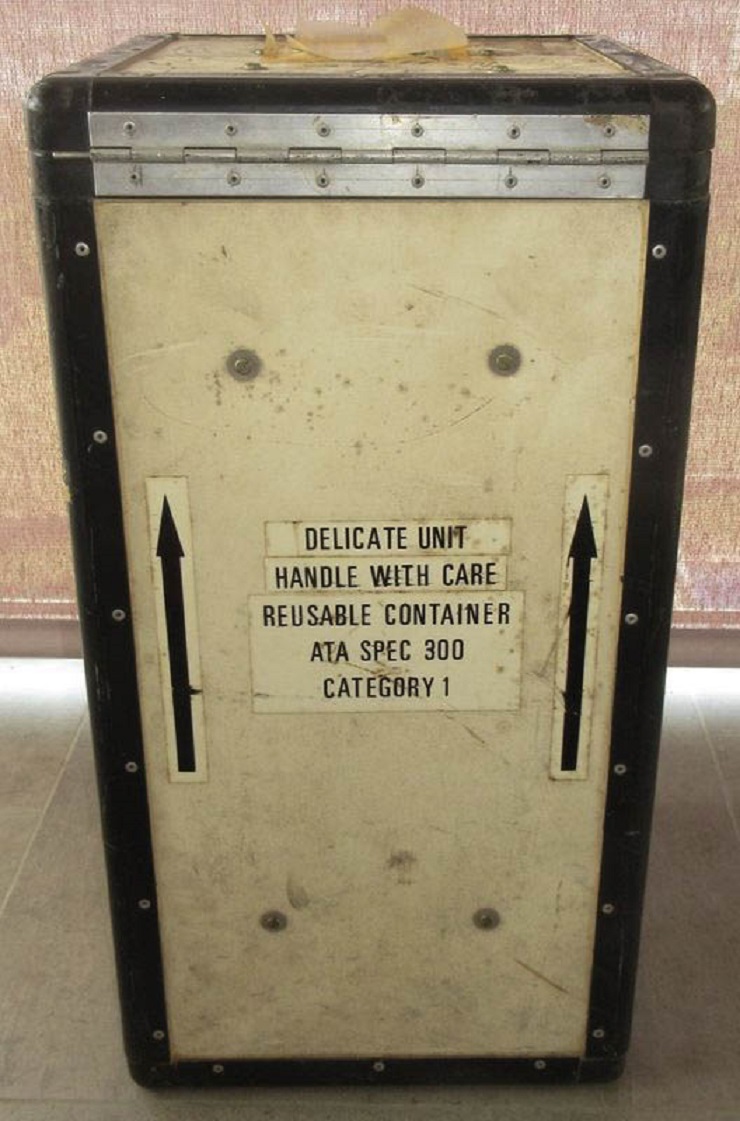 DELICATE UNIT
HANDLE WITH CARE
REUSABLE CONTAINER
ATA SPEC 300
CATEGORY 1